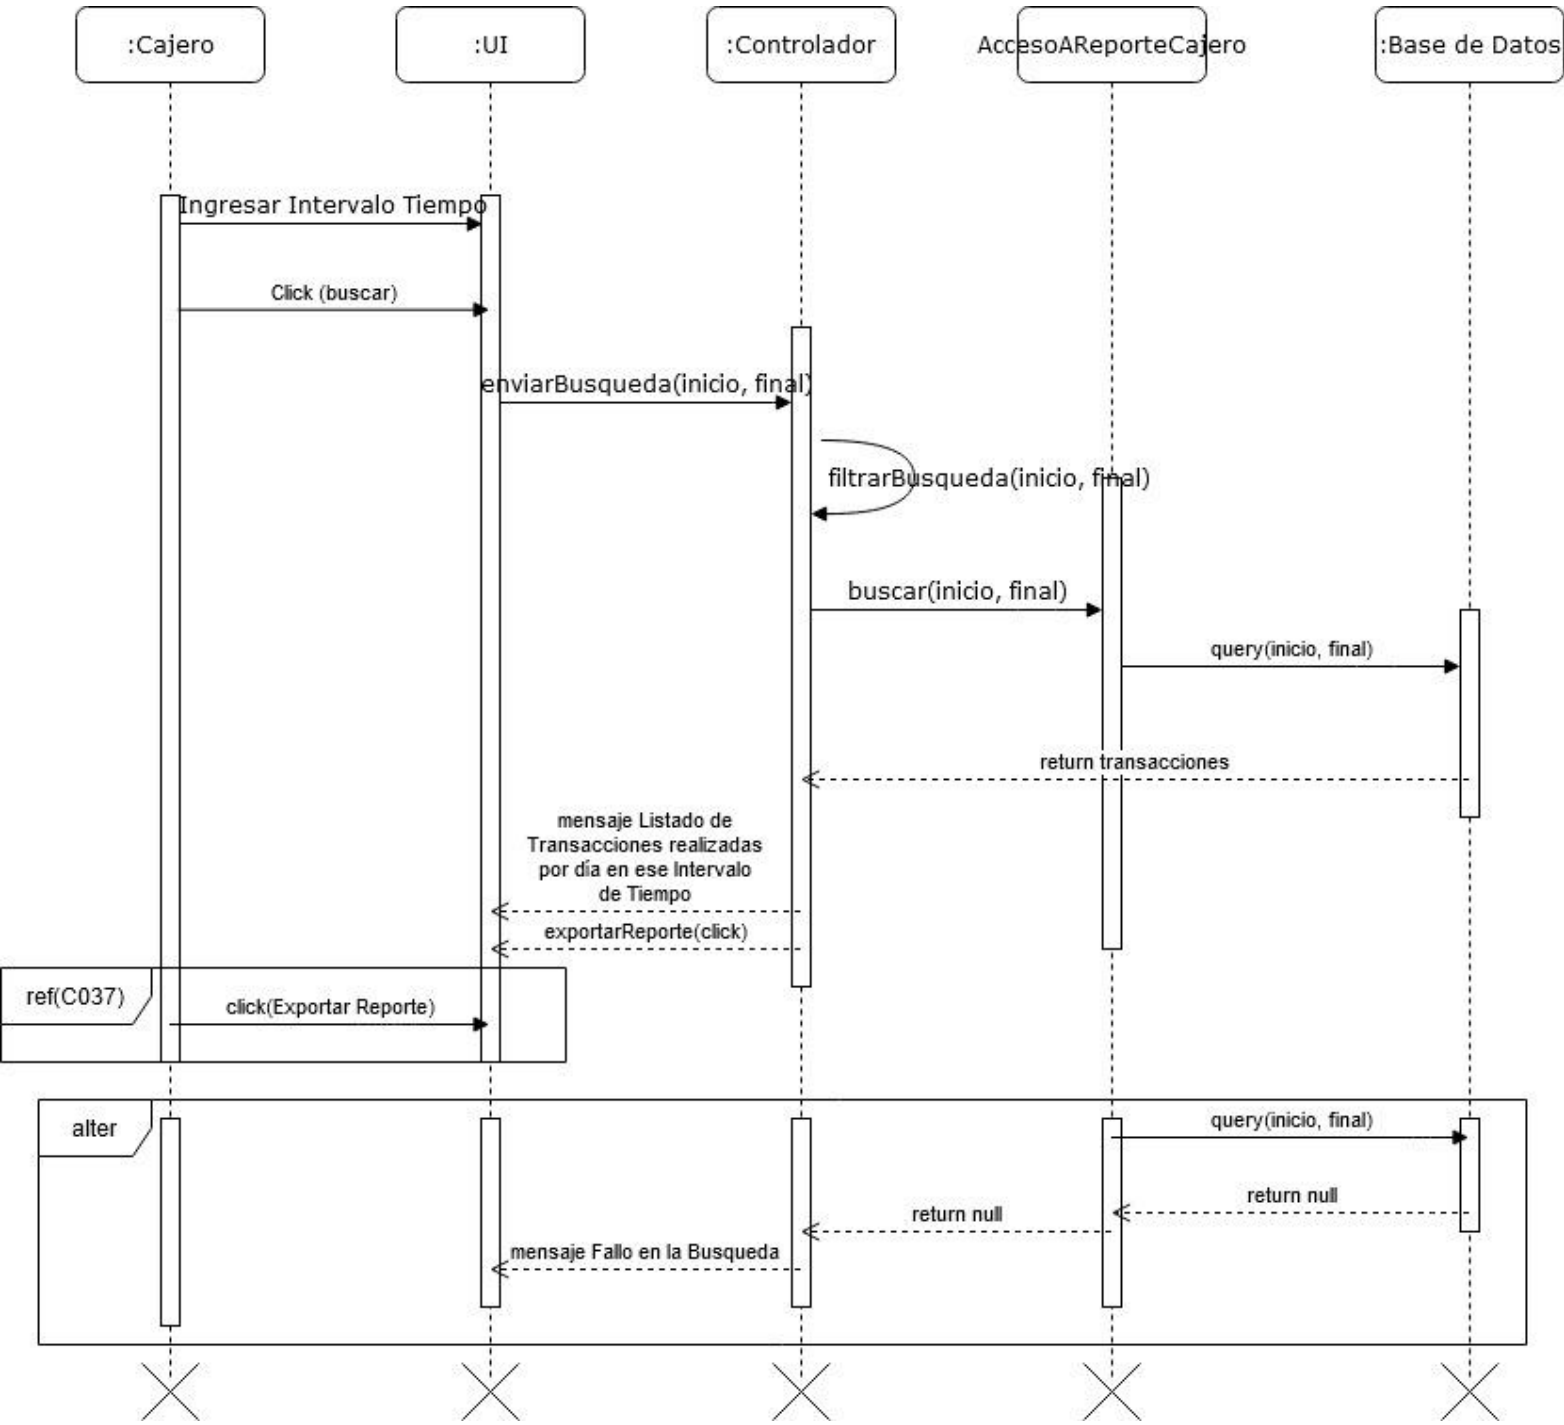 :Cajero
:UI
:Controlador
AccesoAReporteCajero
:Base de Datos
Ingresar Intervalo Tiempo
Click (buscar)
enviarBusqueda(inicio, final)
filtrarBusqueda(inicio, final)
buscar(inicio, final)
query(inicio, final)
return transacciones
mensaje Listado de
Transacciones realizadas
por día en ese Intervalo
de Tiempo
exportarReporte(click)
ref(C037)
click(Exportar Reporte)
alter
query(inicio, final)
return null
return null
mensaje Fallo en la Busqueda